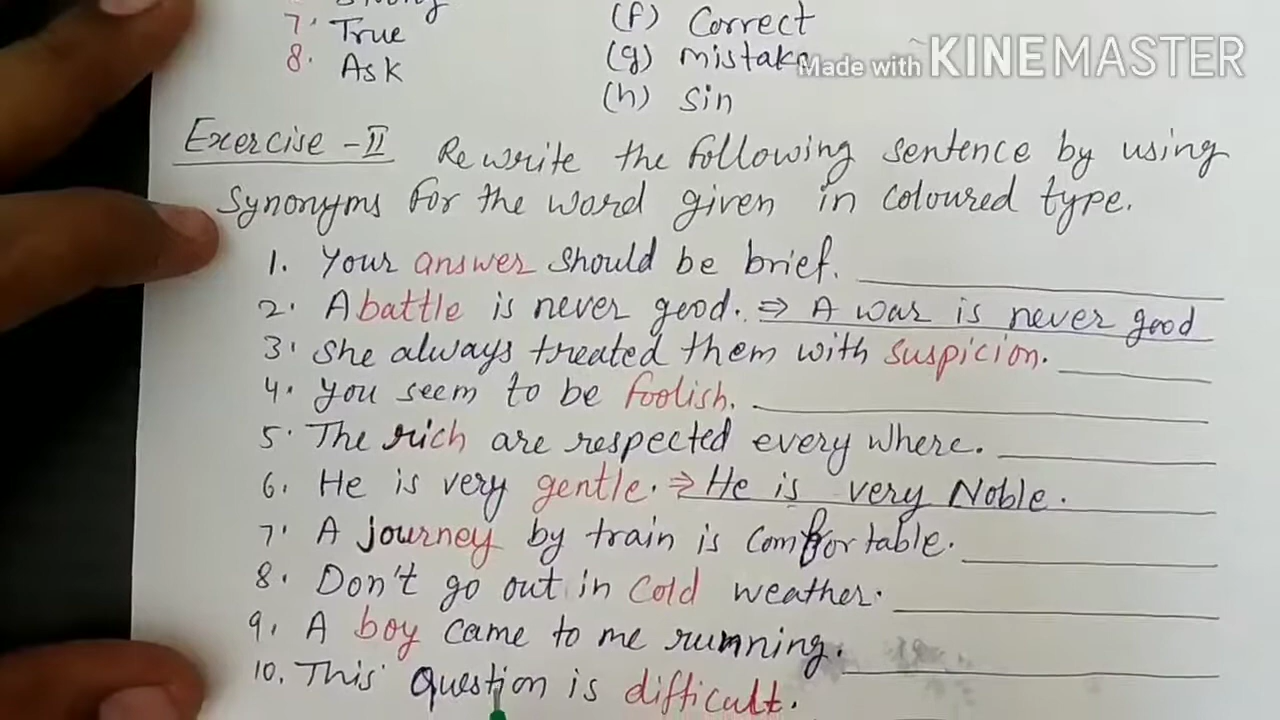 7. True (f) Correct
8. Ask (g) mistake
(h) Sin
Made with KINEMASTER
Exercise -II Rewrite the following sentence by using
Synonyms for the word given in coloured type.
1. Your answer should be brief.
2. A battle is never good. ⇒ A war is never good
3. She always treated them with suspicion.
4. You seem to be foolish.
5. The rich are respected every where.
6. He is very gentle. ⇒ He is very Noble.
7. A journey by train is comfortable.
8. Don't go out in cold weather.
9. A boy came to me running.
10. This question is difficult.